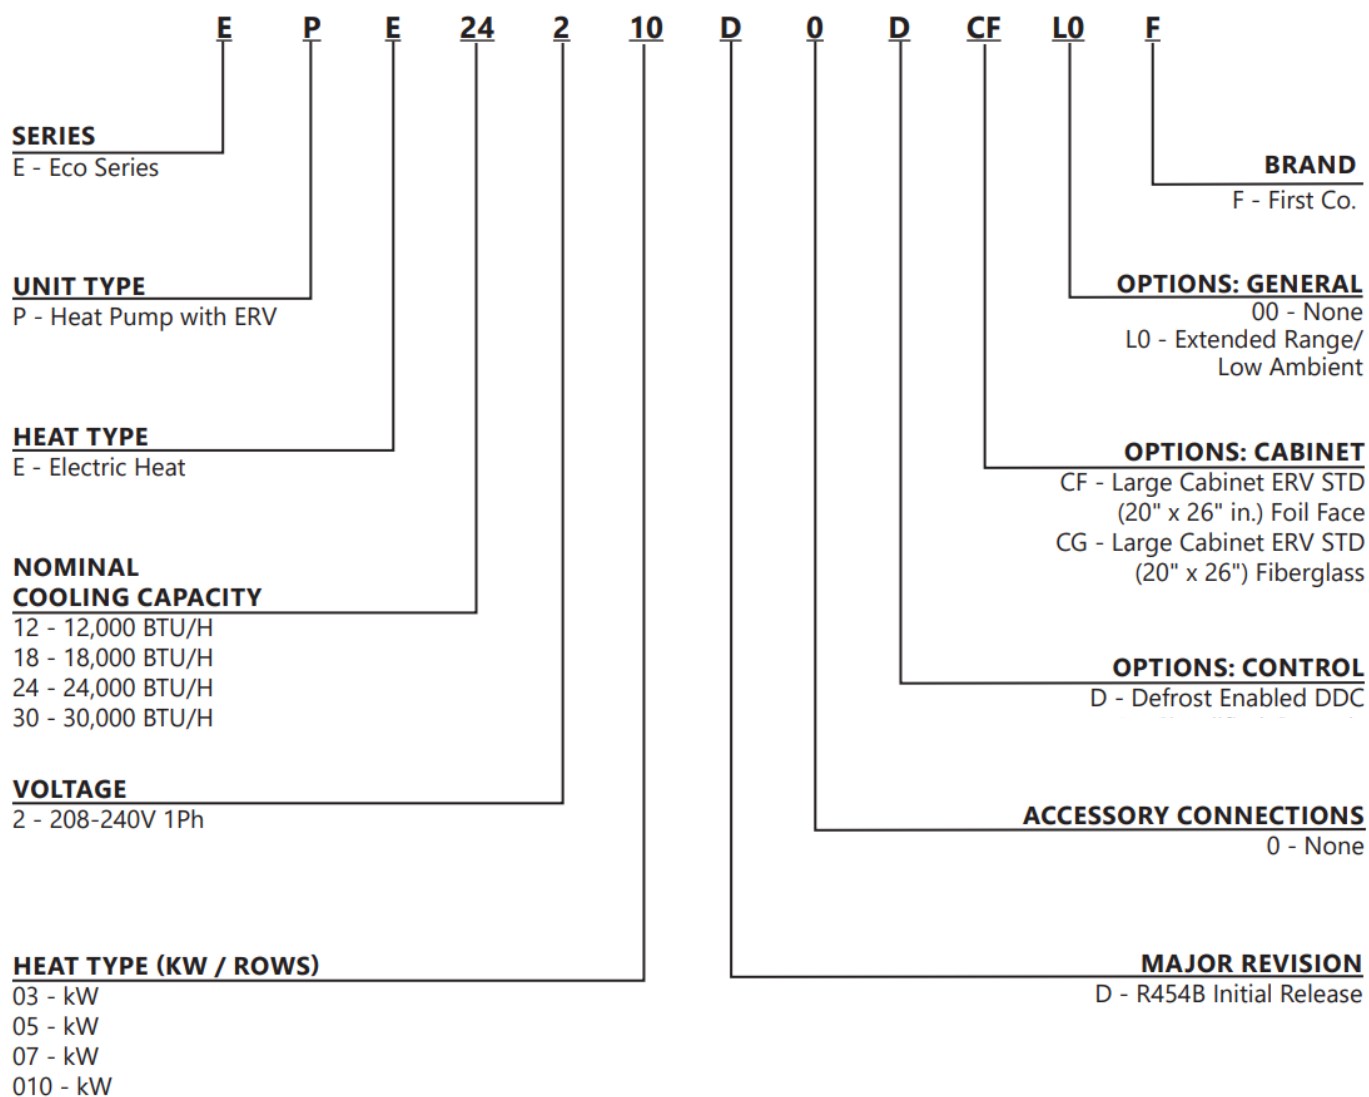 E P E 24 2 10 D 0 D CF L0 F
SERIES
E - Eco Series
UNIT TYPE
P - Heat Pump with ERV
HEAT TYPE
E - Electric Heat
NOMINAL
COOLING CAPACITY
12 - 12,000 BTU/H
18 - 18,000 BTU/H
24 - 24,000 BTU/H
30 - 30,000 BTU/H
VOLTAGE
2 - 208-240V 1Ph
HEAT TYPE (KW / ROWS)
03 - kW
05 - kW
07 - kW
010 - kW
BRAND
F - First Co.
OPTIONS: GENERAL
00 - None
L0 - Extended Range/
Low Ambient
OPTIONS: CABINET
CF - Large Cabinet ERV STD
(20" x 26" in.) Foil Face
CG - Large Cabinet ERV STD
(20" x 26") Fiberglass
OPTIONS: CONTROL
D - Defrost Enabled DDC
ACCESSORY CONNECTIONS
0 - None
MAJOR REVISION
D - R454B Initial Release